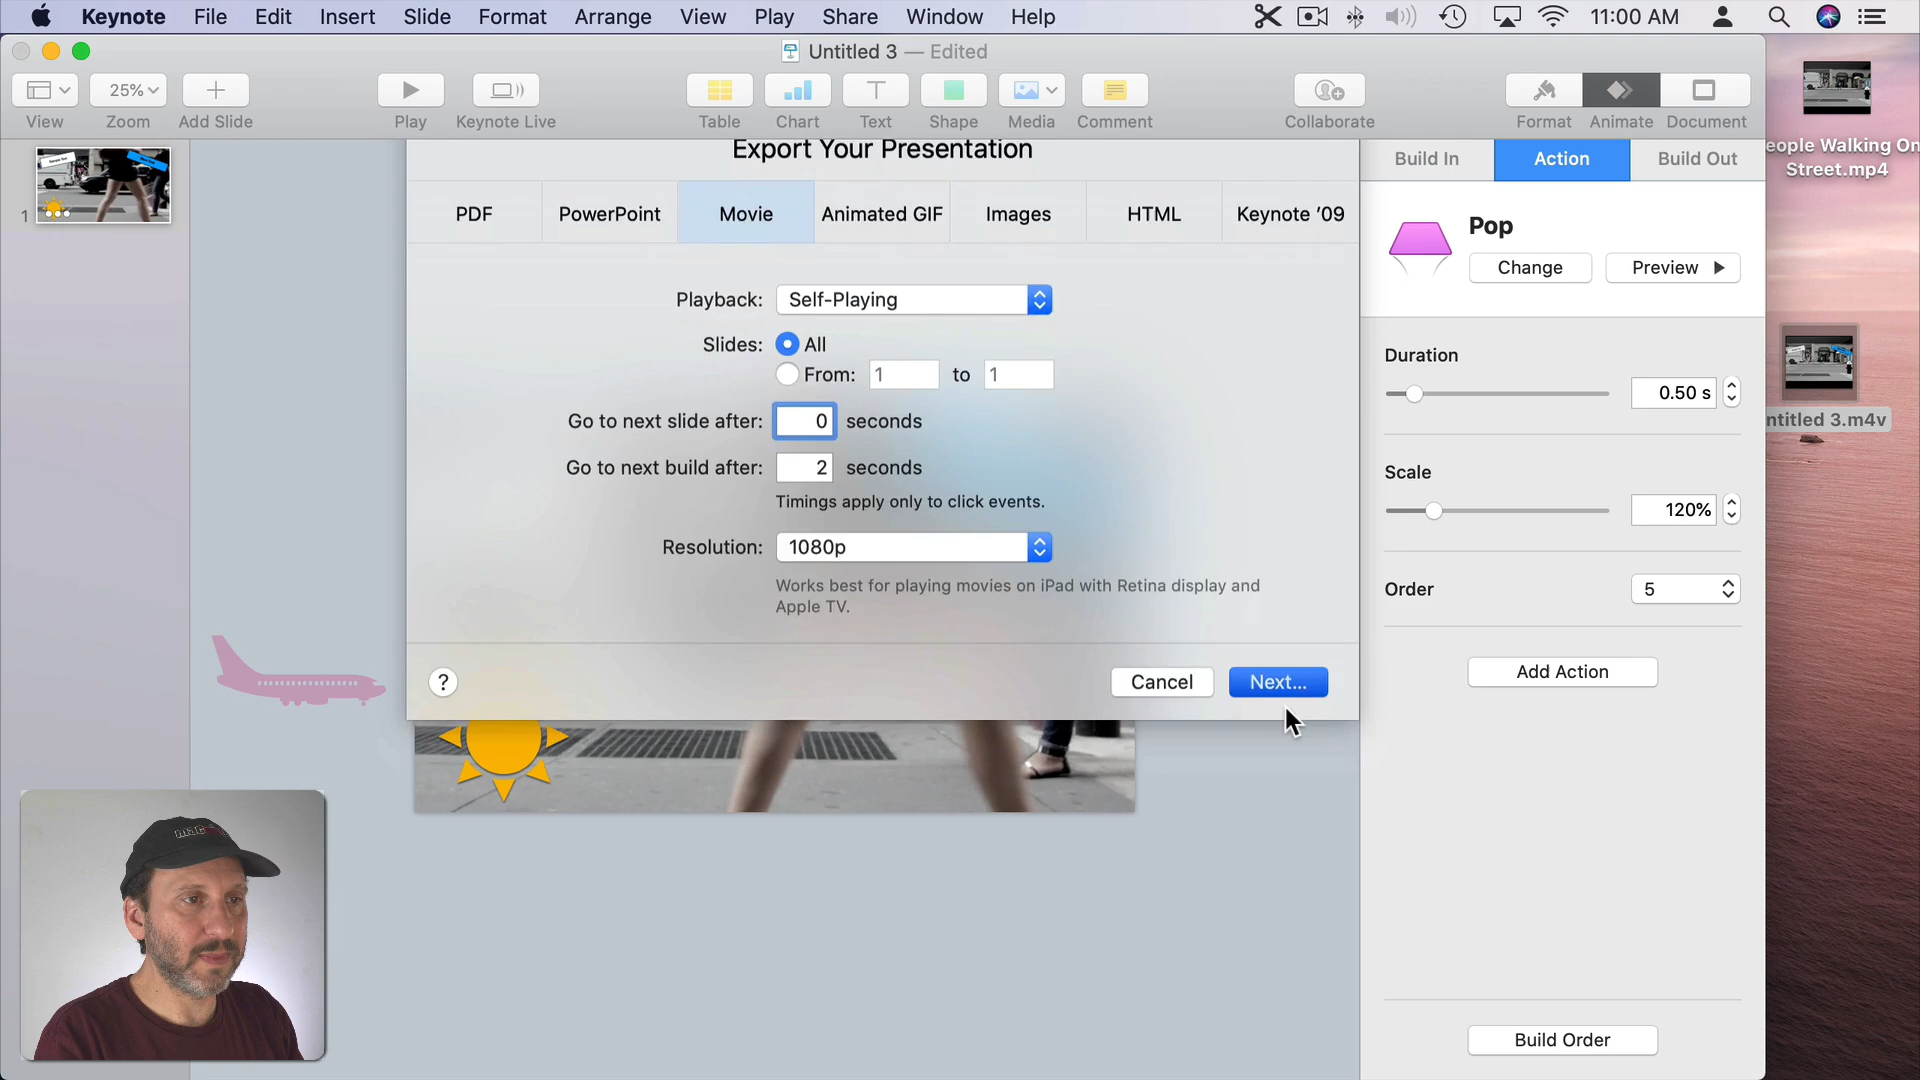 Keynote File Edit Insert Slide Format Arrange View Play Share Window Help 11:00 AM
Untitled 3 — Edited
25%
View Zoom Add Slide Play Keynote Live Table Chart Text Shape Media Comment Collaborate Format Animate Document
Export Your Presentation
PDF PowerPoint Movie Animated GIF Images HTML Keynote ’09
Playback: Self-Playing
Slides: All
From: 1 to 1
Go to next slide after: 0 seconds
Go to next build after: 2 seconds
Timings apply only to click events.
Resolution: 1080p
Works best for playing movies on iPad with Retina display and
Apple TV.
? Cancel Next...
1
Build In Action Build Out
Pop
Change Preview
Duration
0.50 s
Scale
120%
Order 5
Add Action
Build Order
eople Walking On
Street.mp4
ntitled 3.m4v